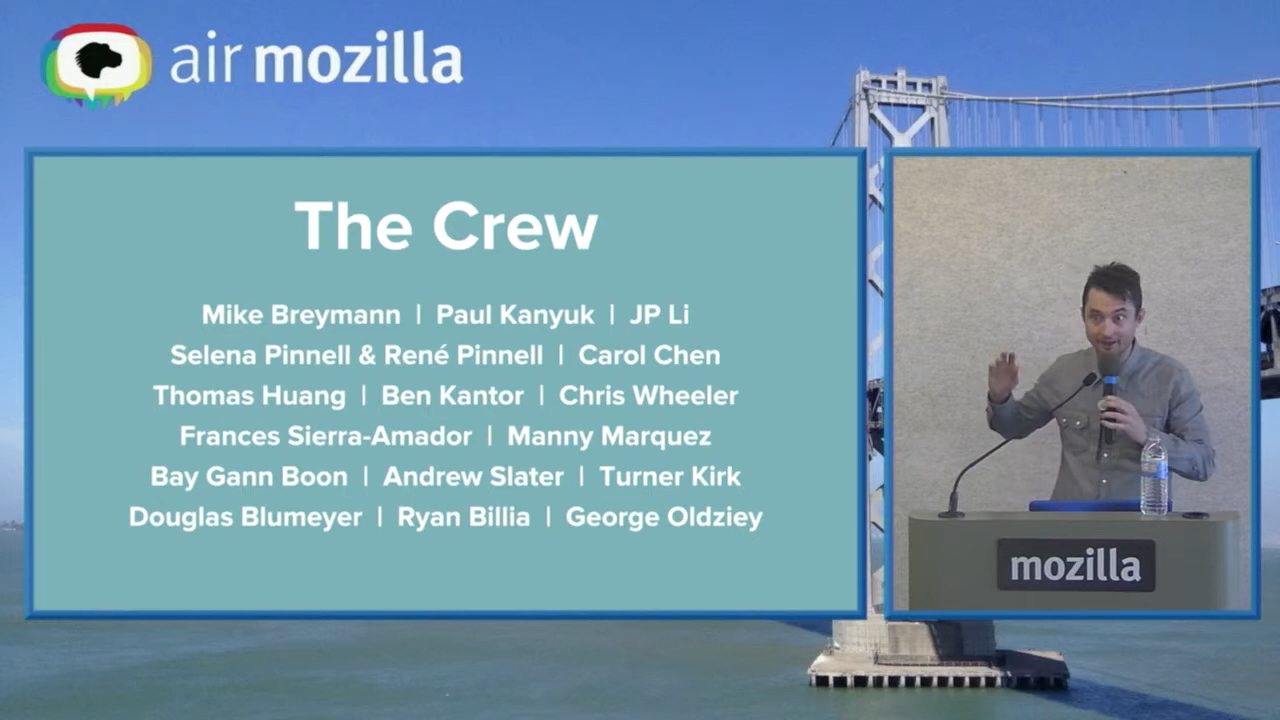 air mozilla
The Crew
Mike Breymann | Paul Kanyuk | JP Li
Selena Pinnell & René Pinnell | Carol Chen
Thomas Huang | Ben Kantor | Chris Wheeler
Frances Sierra-Amador | Manny Marquez
Bay Gann Boon | Andrew Slater | Turner Kirk
Douglas Blumeyer | Ryan Billia | George Oldziey
mozilla